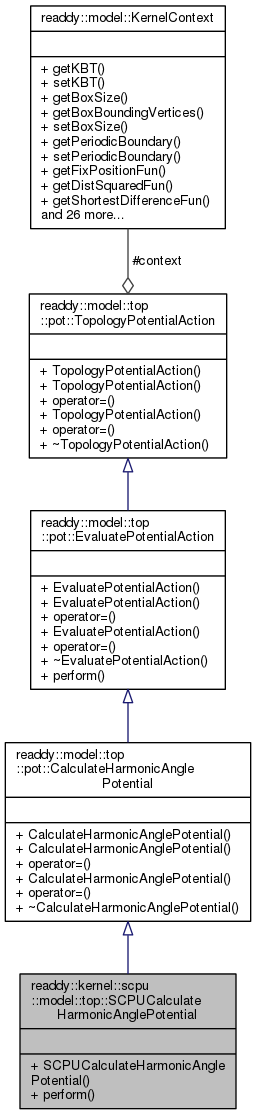 readdy::model::KernelContext
+ getKBT()
+ setKBT()
+ getBoxSize()
+ getBoxBoundingVertices()
+ setBoxSize()
+ getPeriodicBoundary()
+ setPeriodicBoundary()
+ getFixPositionFun()
+ getDistSquaredFun()
+ getShortestDifferenceFun()
and 26 more...
#context
readdy::model::top
::pot::TopologyPotentialAction
+ TopologyPotentialAction()
+ TopologyPotentialAction()
+ operator=()
+ TopologyPotentialAction()
+ operator=()
+ ~TopologyPotentialAction()
readdy::model::top
::pot::EvaluatePotentialAction
+ EvaluatePotentialAction()
+ EvaluatePotentialAction()
+ operator=()
+ EvaluatePotentialAction()
+ operator=()
+ ~EvaluatePotentialAction()
+ perform()
readdy::model::top
::pot::CalculateHarmonicAngle
Potential
+ CalculateHarmonicAnglePotential()
+ CalculateHarmonicAnglePotential()
+ operator=()
+ CalculateHarmonicAnglePotential()
+ operator=()
+ ~CalculateHarmonicAnglePotential()
readdy::kernel::scpu
::model::top::SCPUCalculate
HarmonicAnglePotential
+ SCPUCalculateHarmonicAngle
Potential()
+ perform()